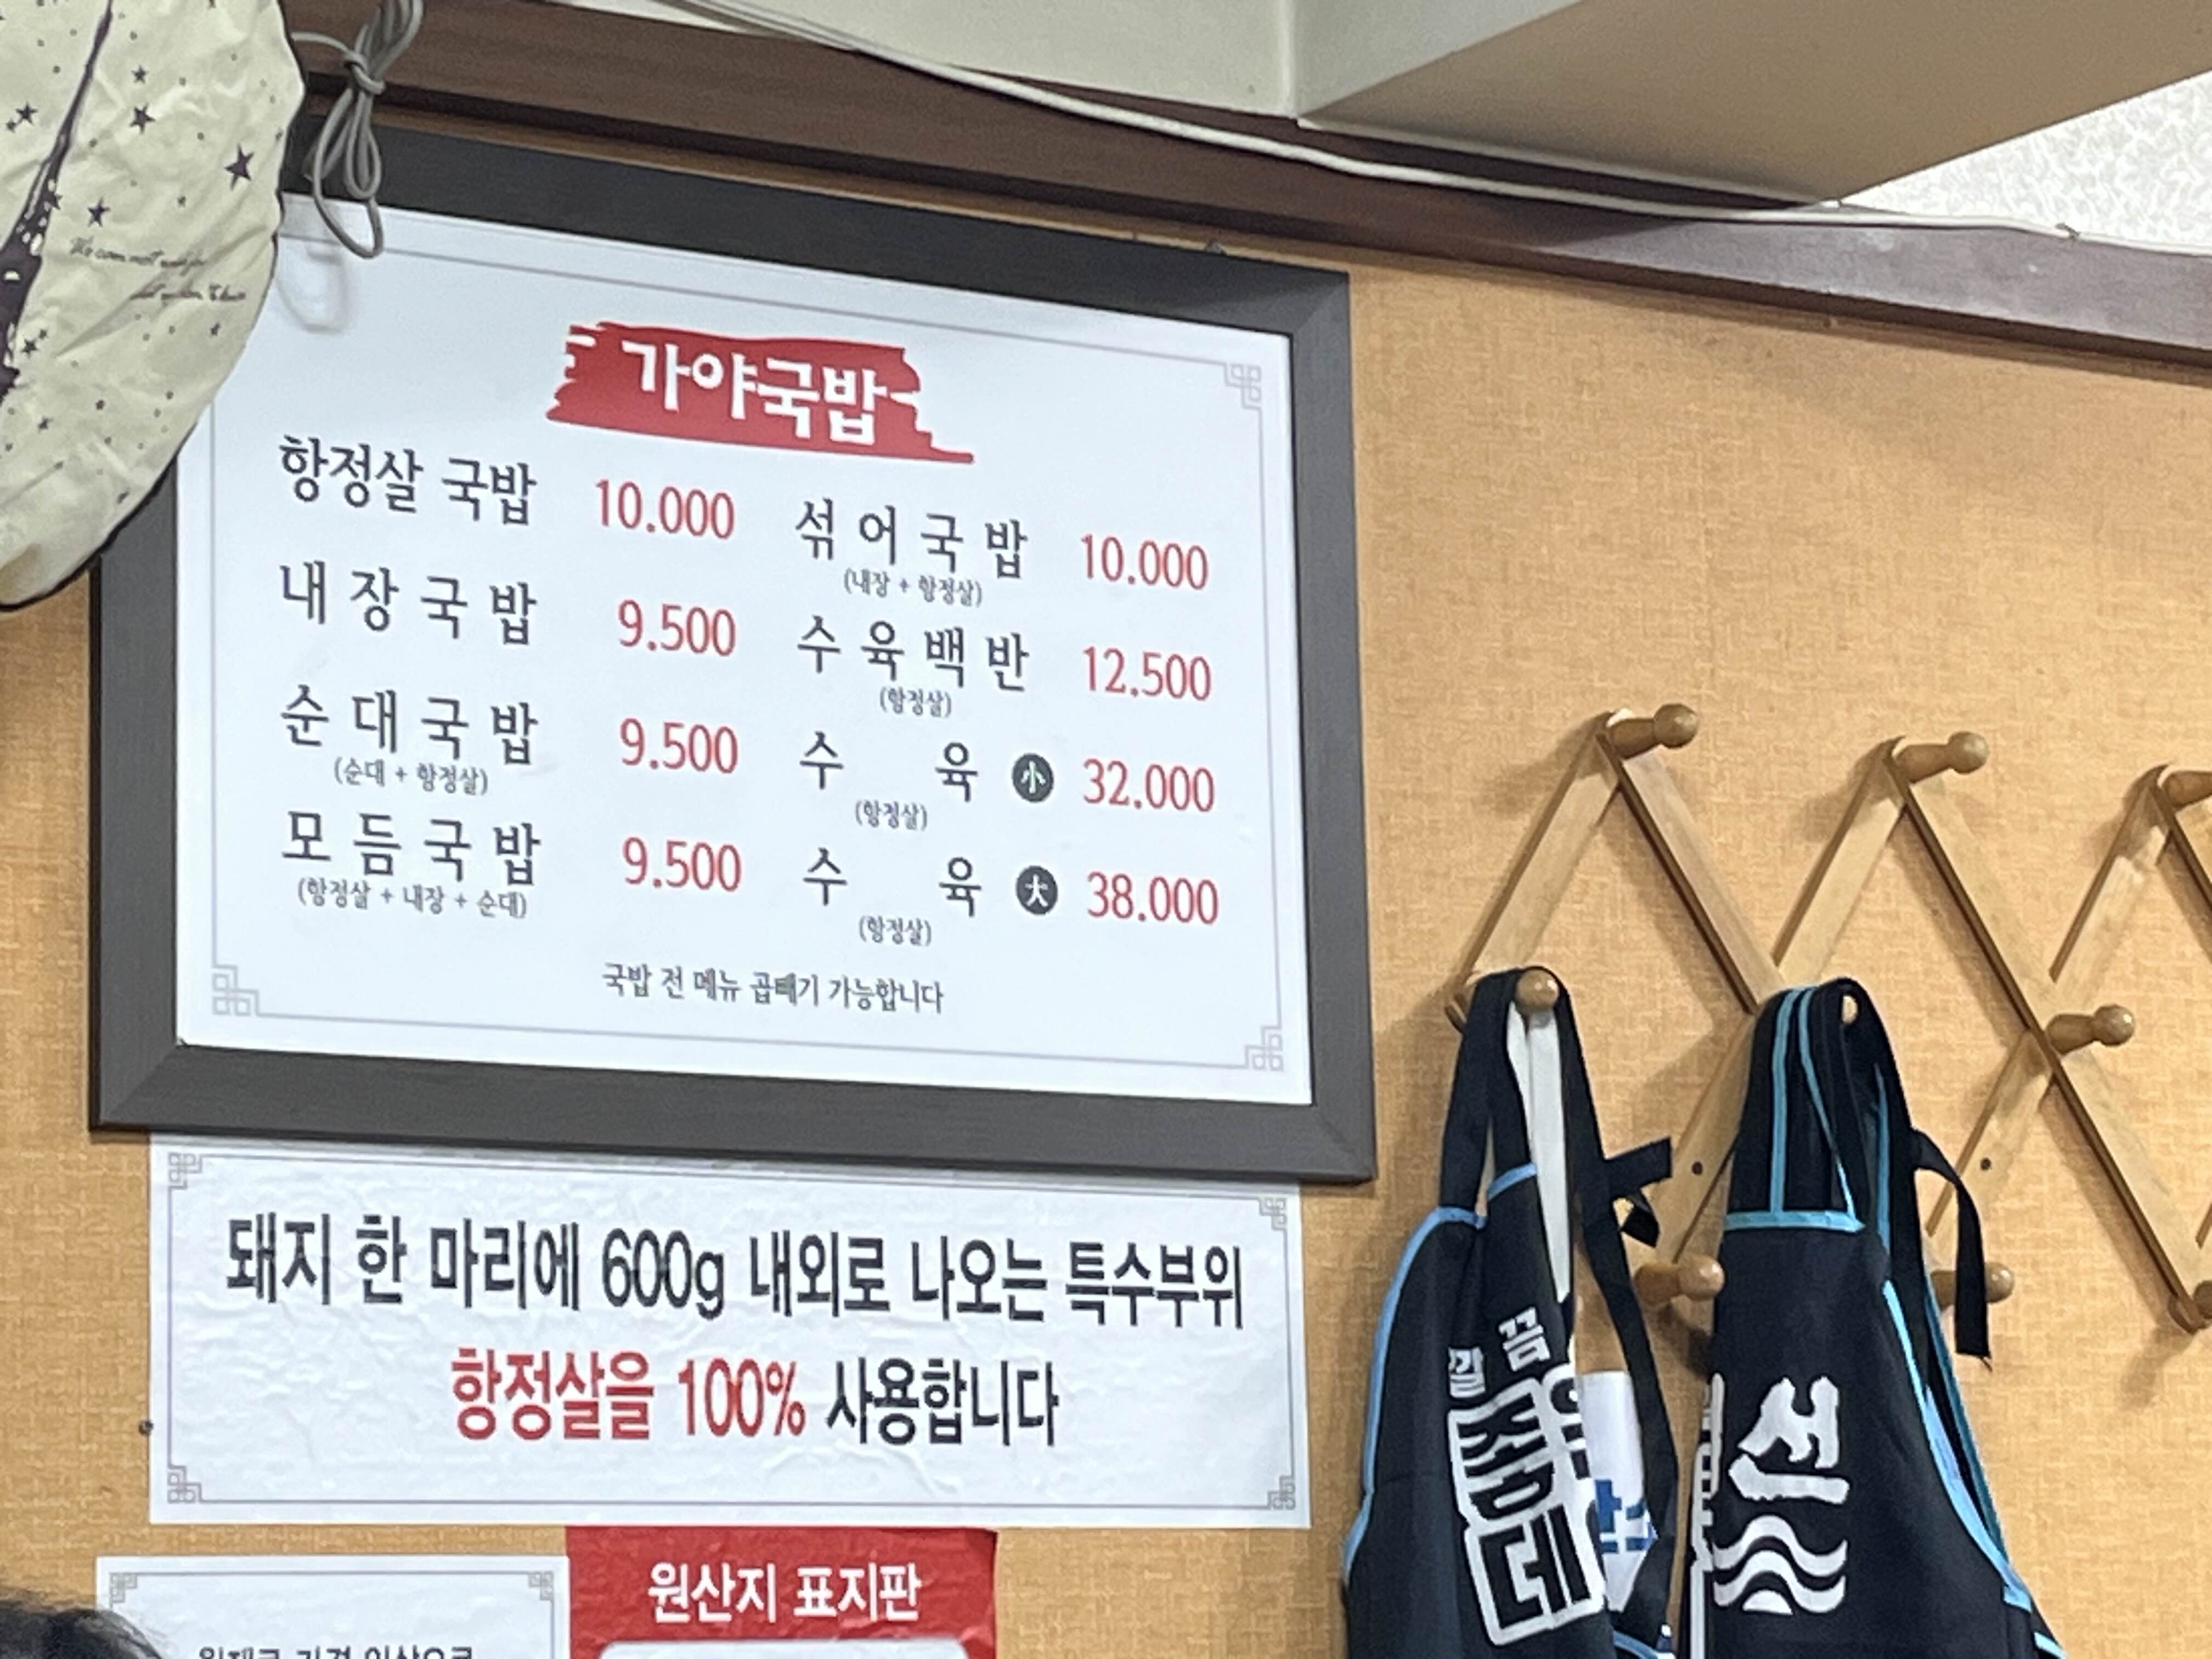 가야국밥
항정살 국밥 10.000
내장국밥 9.500
순대국밥 9.500
(순대 + 항정살)
모듬국밥 9.500
(항정살 + 내장 + 순대)
섞어국밥 10.000
(내장 + 항정살)
수육백반 12.500
(항정살)
수육 小 32.000
(항정살)
수육 大 38.000
(항정살)
국밥 전 메뉴 곱빼기 가능합니다
돼지 한 마리에 600g 내외로 나오는 특수부위
항정살을 100% 사용합니다
원산지 표지판
깔끔
좋은데
선